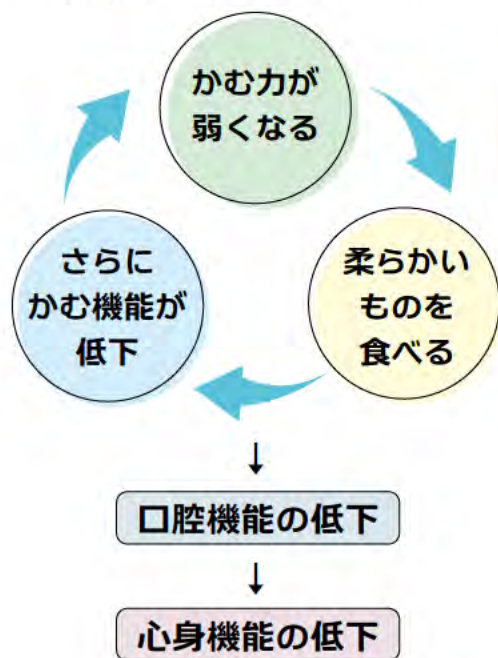 かむ力が
弱くなる
柔らかい
ものを
食べる
さらに
かむ機能が
低下
↓
口腔機能の低下
↓
心身機能の低下